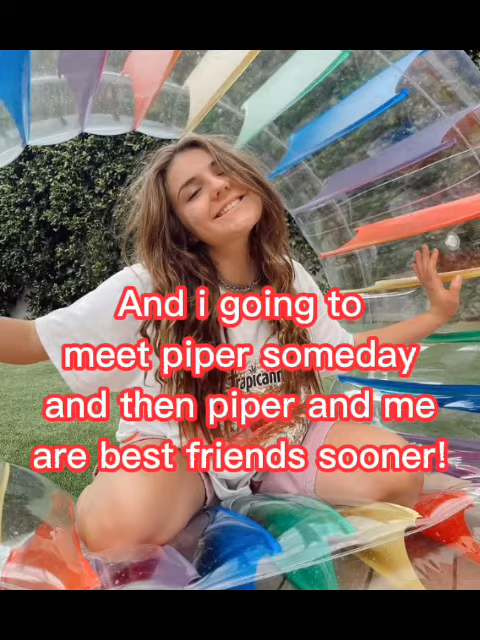 And i going to
meet piper someday
and then piper and me
are best friends sooner!